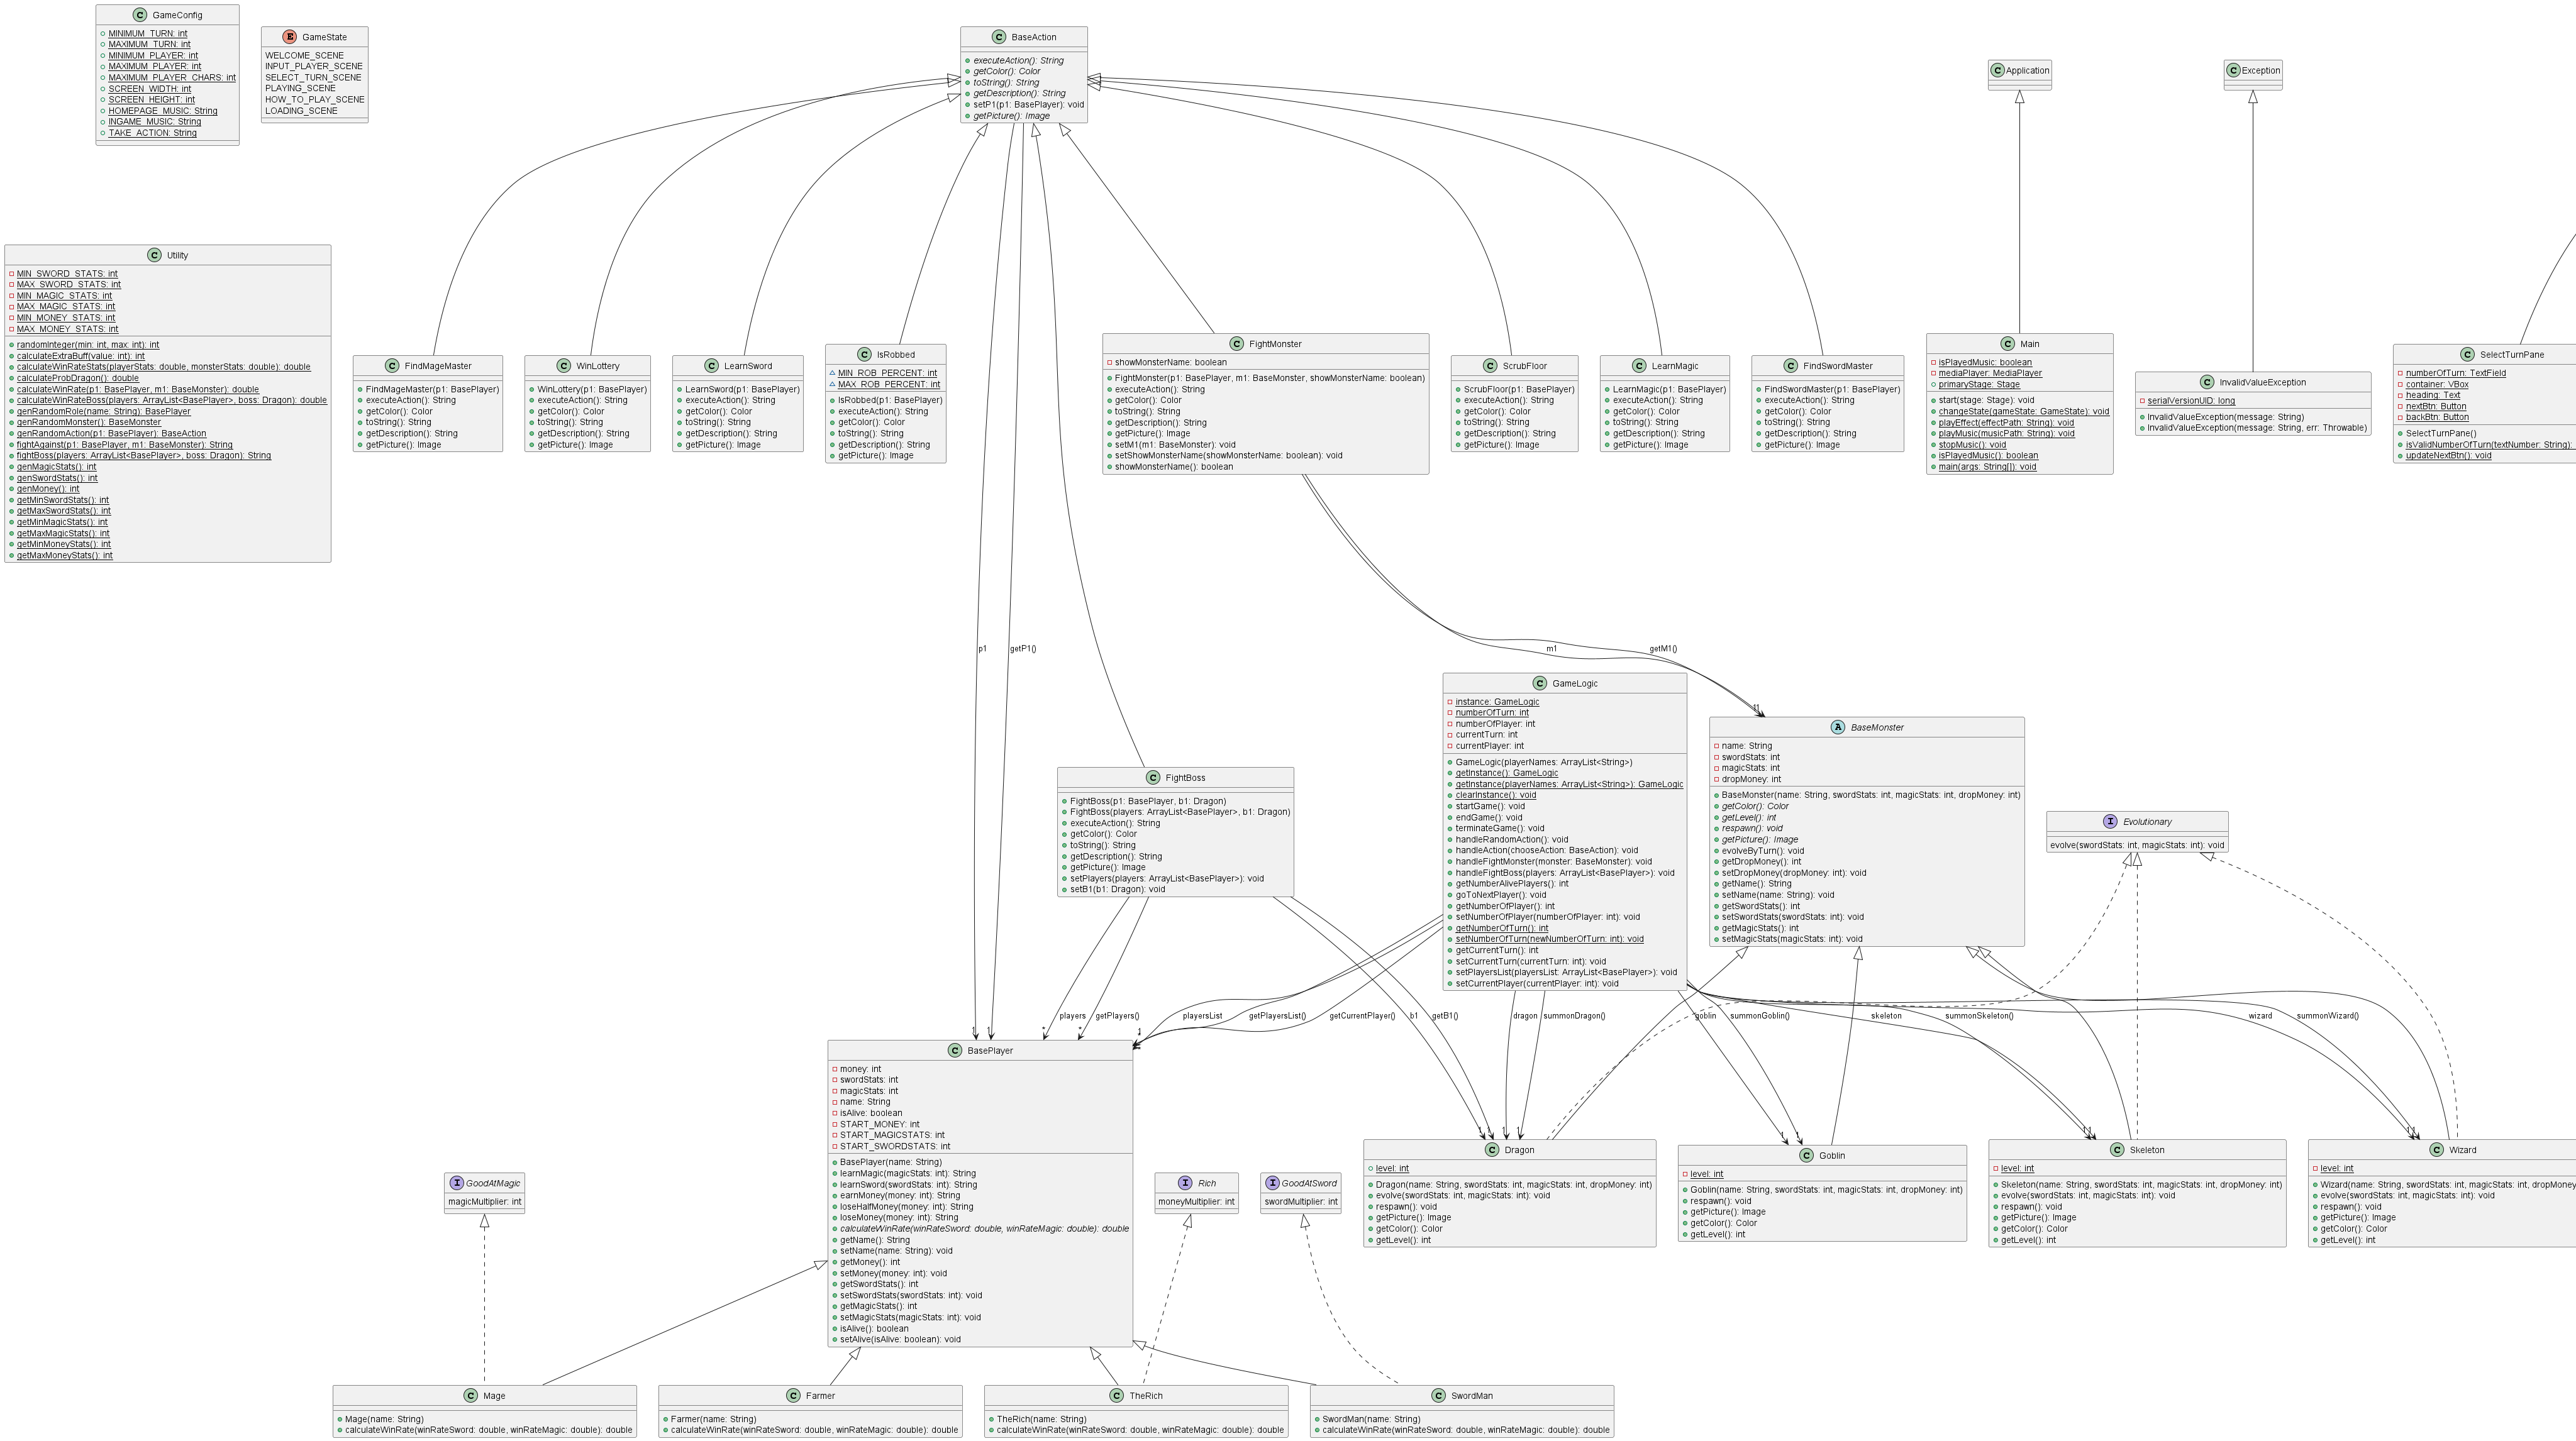 GameConfig
MINIMUM_TURN: int
MAXIMUM_TURN: int
MINIMUM_PLAYER: int
MAXIMUM_PLAYER: int
MAXIMUM_PLAYER_CHARS: int
SCREEN_WIDTH: int
SCREEN_HEIGHT: int
HOMEPAGE_MUSIC: String
INGAME_MUSIC: String
TAKE_ACTION: String
GameState
WELCOME_SCENE
INPUT_PLAYER_SCENE
SELECT_TURN_SCENE
PLAYING_SCENE
HOW_TO_PLAY_SCENE
LOADING_SCENE
BaseAction
executeAction(): String
getColor(): Color
toString(): String
getDescription(): String
setP1(p1: BasePlayer): void
getPicture(): Image
Application
Exception
Utility
MIN_SWORD_STATS: int
MAX_SWORD_STATS: int
MIN_MAGIC_STATS: int
MAX_MAGIC_STATS: int
MIN_MONEY_STATS: int
MAX_MONEY_STATS: int
randomInteger(min: int, max: int): int
calculateExtraBuff(value: int): int
calculateWinRateStats(playerStats: double, monsterStats: double): double
calculateProbDragon(): double
calculateWinRate(p1: BasePlayer, m1: BaseMonster): double
calculateWinRateBoss(players: ArrayList<BasePlayer>, boss: Dragon): double
genRandomRole(name: String): BasePlayer
genRandomMonster(): BaseMonster
genRandomAction(p1: BasePlayer): BaseAction
fightAgainst(p1: BasePlayer, m1: BaseMonster): String
fightBoss(players: ArrayList<BasePlayer>, boss: Dragon): String
genMagicStats(): int
genSwordStats(): int
genMoney(): int
getMinSwordStats(): int
getMaxSwordStats(): int
getMinMagicStats(): int
getMaxMagicStats(): int
getMinMoneyStats(): int
getMaxMoneyStats(): int
FindMageMaster
FindMageMaster(p1: BasePlayer)
executeAction(): String
getColor(): Color
toString(): String
getDescription(): String
getPicture(): Image
WinLottery
WinLottery(p1: BasePlayer)
executeAction(): String
getColor(): Color
toString(): String
getDescription(): String
getPicture(): Image
LearnSword
LearnSword(p1: BasePlayer)
executeAction(): String
getColor(): Color
toString(): String
getDescription(): String
getPicture(): Image
IsRobbed
MIN_ROB_PERCENT: int
MAX_ROB_PERCENT: int
IsRobbed(p1: BasePlayer)
executeAction(): String
getColor(): Color
toString(): String
getDescription(): String
getPicture(): Image
FightMonster
showMonsterName: boolean
FightMonster(p1: BasePlayer, m1: BaseMonster, showMonsterName: boolean)
executeAction(): String
getColor(): Color
toString(): String
getDescription(): String
getPicture(): Image
setM1(m1: BaseMonster): void
setShowMonsterName(showMonsterName: boolean): void
showMonsterName(): boolean
ScrubFloor
ScrubFloor(p1: BasePlayer)
executeAction(): String
getColor(): Color
toString(): String
getDescription(): String
getPicture(): Image
LearnMagic
LearnMagic(p1: BasePlayer)
executeAction(): String
getColor(): Color
toString(): String
getDescription(): String
getPicture(): Image
FindSwordMaster
FindSwordMaster(p1: BasePlayer)
executeAction(): String
getColor(): Color
toString(): String
getDescription(): String
getPicture(): Image
Main
isPlayedMusic: boolean
mediaPlayer: MediaPlayer
primaryStage: Stage
start(stage: Stage): void
changeState(gameState: GameState): void
playEffect(effectPath: String): void
playMusic(musicPath: String): void
stopMusic(): void
isPlayedMusic(): boolean
main(args: String[]): void
InvalidValueException
serialVersionUID: long
InvalidValueException(message: String)
InvalidValueException(message: String, err: Throwable)
SelectTurnPane
numberOfTurn: TextField
container: VBox
heading: Text
nextBtn: Button
backBtn: Button
SelectTurnPane()
isValidNumberOfTurn(textNumber: String):
updateNextBtn(): void
p1
getP1()
m1
getM1()
GameLogic
instance: GameLogic
numberOfTurn: int
numberOfPlayer: int
currentTurn: int
currentPlayer: int
GameLogic(playerNames: ArrayList<String>)
getInstance(): GameLogic
getInstance(playerNames: ArrayList<String>): GameLogic
clearInstance(): void
startGame(): void
endGame(): void
terminateGame(): void
handleRandomAction(): void
handleAction(chooseAction: BaseAction): void
handleFightMonster(monster: BaseMonster): void
handleFightBoss(players: ArrayList<BasePlayer>): void
getNumberAlivePlayers(): int
goToNextPlayer(): void
getNumberOfPlayer(): int
setNumberOfPlayer(numberOfPlayer: int): void
getNumberOfTurn(): int
setNumberOfTurn(newNumberOfTurn: int): void
getCurrentTurn(): int
setCurrentTurn(currentTurn: int): void
setPlayersList(playersList: ArrayList<BasePlayer>): void
setCurrentPlayer(currentPlayer: int): void
BaseMonster
name: String
swordStats: int
magicStats: int
dropMoney: int
BaseMonster(name: String, swordStats: int, magicStats: int, dropMoney: int)
getColor(): Color
getLevel(): int
respawn(): void
getPicture(): Image
evolveByTurn(): void
getDropMoney(): int
setDropMoney(dropMoney: int): void
getName(): String
setName(name: String): void
getSwordStats(): int
setSwordStats(swordStats: int): void
getMagicStats(): int
setMagicStats(magicStats: int): void
FightBoss
FightBoss(p1: BasePlayer, b1: Dragon)
FightBoss(players: ArrayList<BasePlayer>, b1: Dragon)
executeAction(): String
getColor(): Color
toString(): String
getDescription(): String
getPicture(): Image
setPlayers(players: ArrayList<BasePlayer>): void
setB1(b1: Dragon): void
Evolutionary
evolve(swordStats: int, magicStats: int): void
players
getPlayers()
playersList
getPlayersList()
getCurrentPlayer()
b1
getB1()
dragon
summonDragon()
goblin
summonGoblin()
skeleton
summonSkeleton()
wizard
summonWizard()
1
1
*
*
BasePlayer
money: int
swordStats: int
magicStats: int
name: String
isAlive: boolean
START_MONEY: int
START_MAGICSTATS: int
START_SWORDSTATS: int
BasePlayer(name: String)
learnMagic(magicStats: int): String
learnSword(swordStats: int): String
earnMoney(money: int): String
loseHalfMoney(money: int): String
loseMoney(money: int): String
calculateWinRate(winRateSword: double, winRateMagic: double): double
getName(): String
setName(name: String): void
getMoney(): int
setMoney(money: int): void
getSwordStats(): int
setSwordStats(swordStats: int): void
getMagicStats(): int
setMagicStats(magicStats: int): void
isAlive(): boolean
setAlive(isAlive: boolean): void
Dragon
level: int
Dragon(name: String, swordStats: int, magicStats: int, dropMoney: int)
evolve(swordStats: int, magicStats: int): void
respawn(): void
getPicture(): Image
getColor(): Color
getLevel(): int
Goblin
level: int
Goblin(name: String, swordStats: int, magicStats: int, dropMoney: int)
respawn(): void
getPicture(): Image
getColor(): Color
getLevel(): int
Skeleton
level: int
Skeleton(name: String, swordStats: int, magicStats: int, dropMoney: int)
evolve(swordStats: int, magicStats: int): void
respawn(): void
getPicture(): Image
getColor(): Color
getLevel(): int
Wizard
level: int
Wizard(name: String, swordStats: int, magicStats: int, dropMoney
evolve(swordStats: int, magicStats: int): void
respawn(): void
getPicture(): Image
getColor(): Color
getLevel(): int
GoodAtMagic
magicMultiplier: int
Rich
moneyMultiplier: int
GoodAtSword
swordMultiplier: int
Mage
Mage(name: String)
calculateWinRate(winRateSword: double, winRateMagic: double): double
Farmer
Farmer(name: String)
calculateWinRate(winRateSword: double, winRateMagic: double): double
TheRich
TheRich(name: String)
calculateWinRate(winRateSword: double, winRateMagic: double): double
SwordMan
SwordMan(name: String)
calculateWinRate(winRateSword: double, winRateMagic: double): double